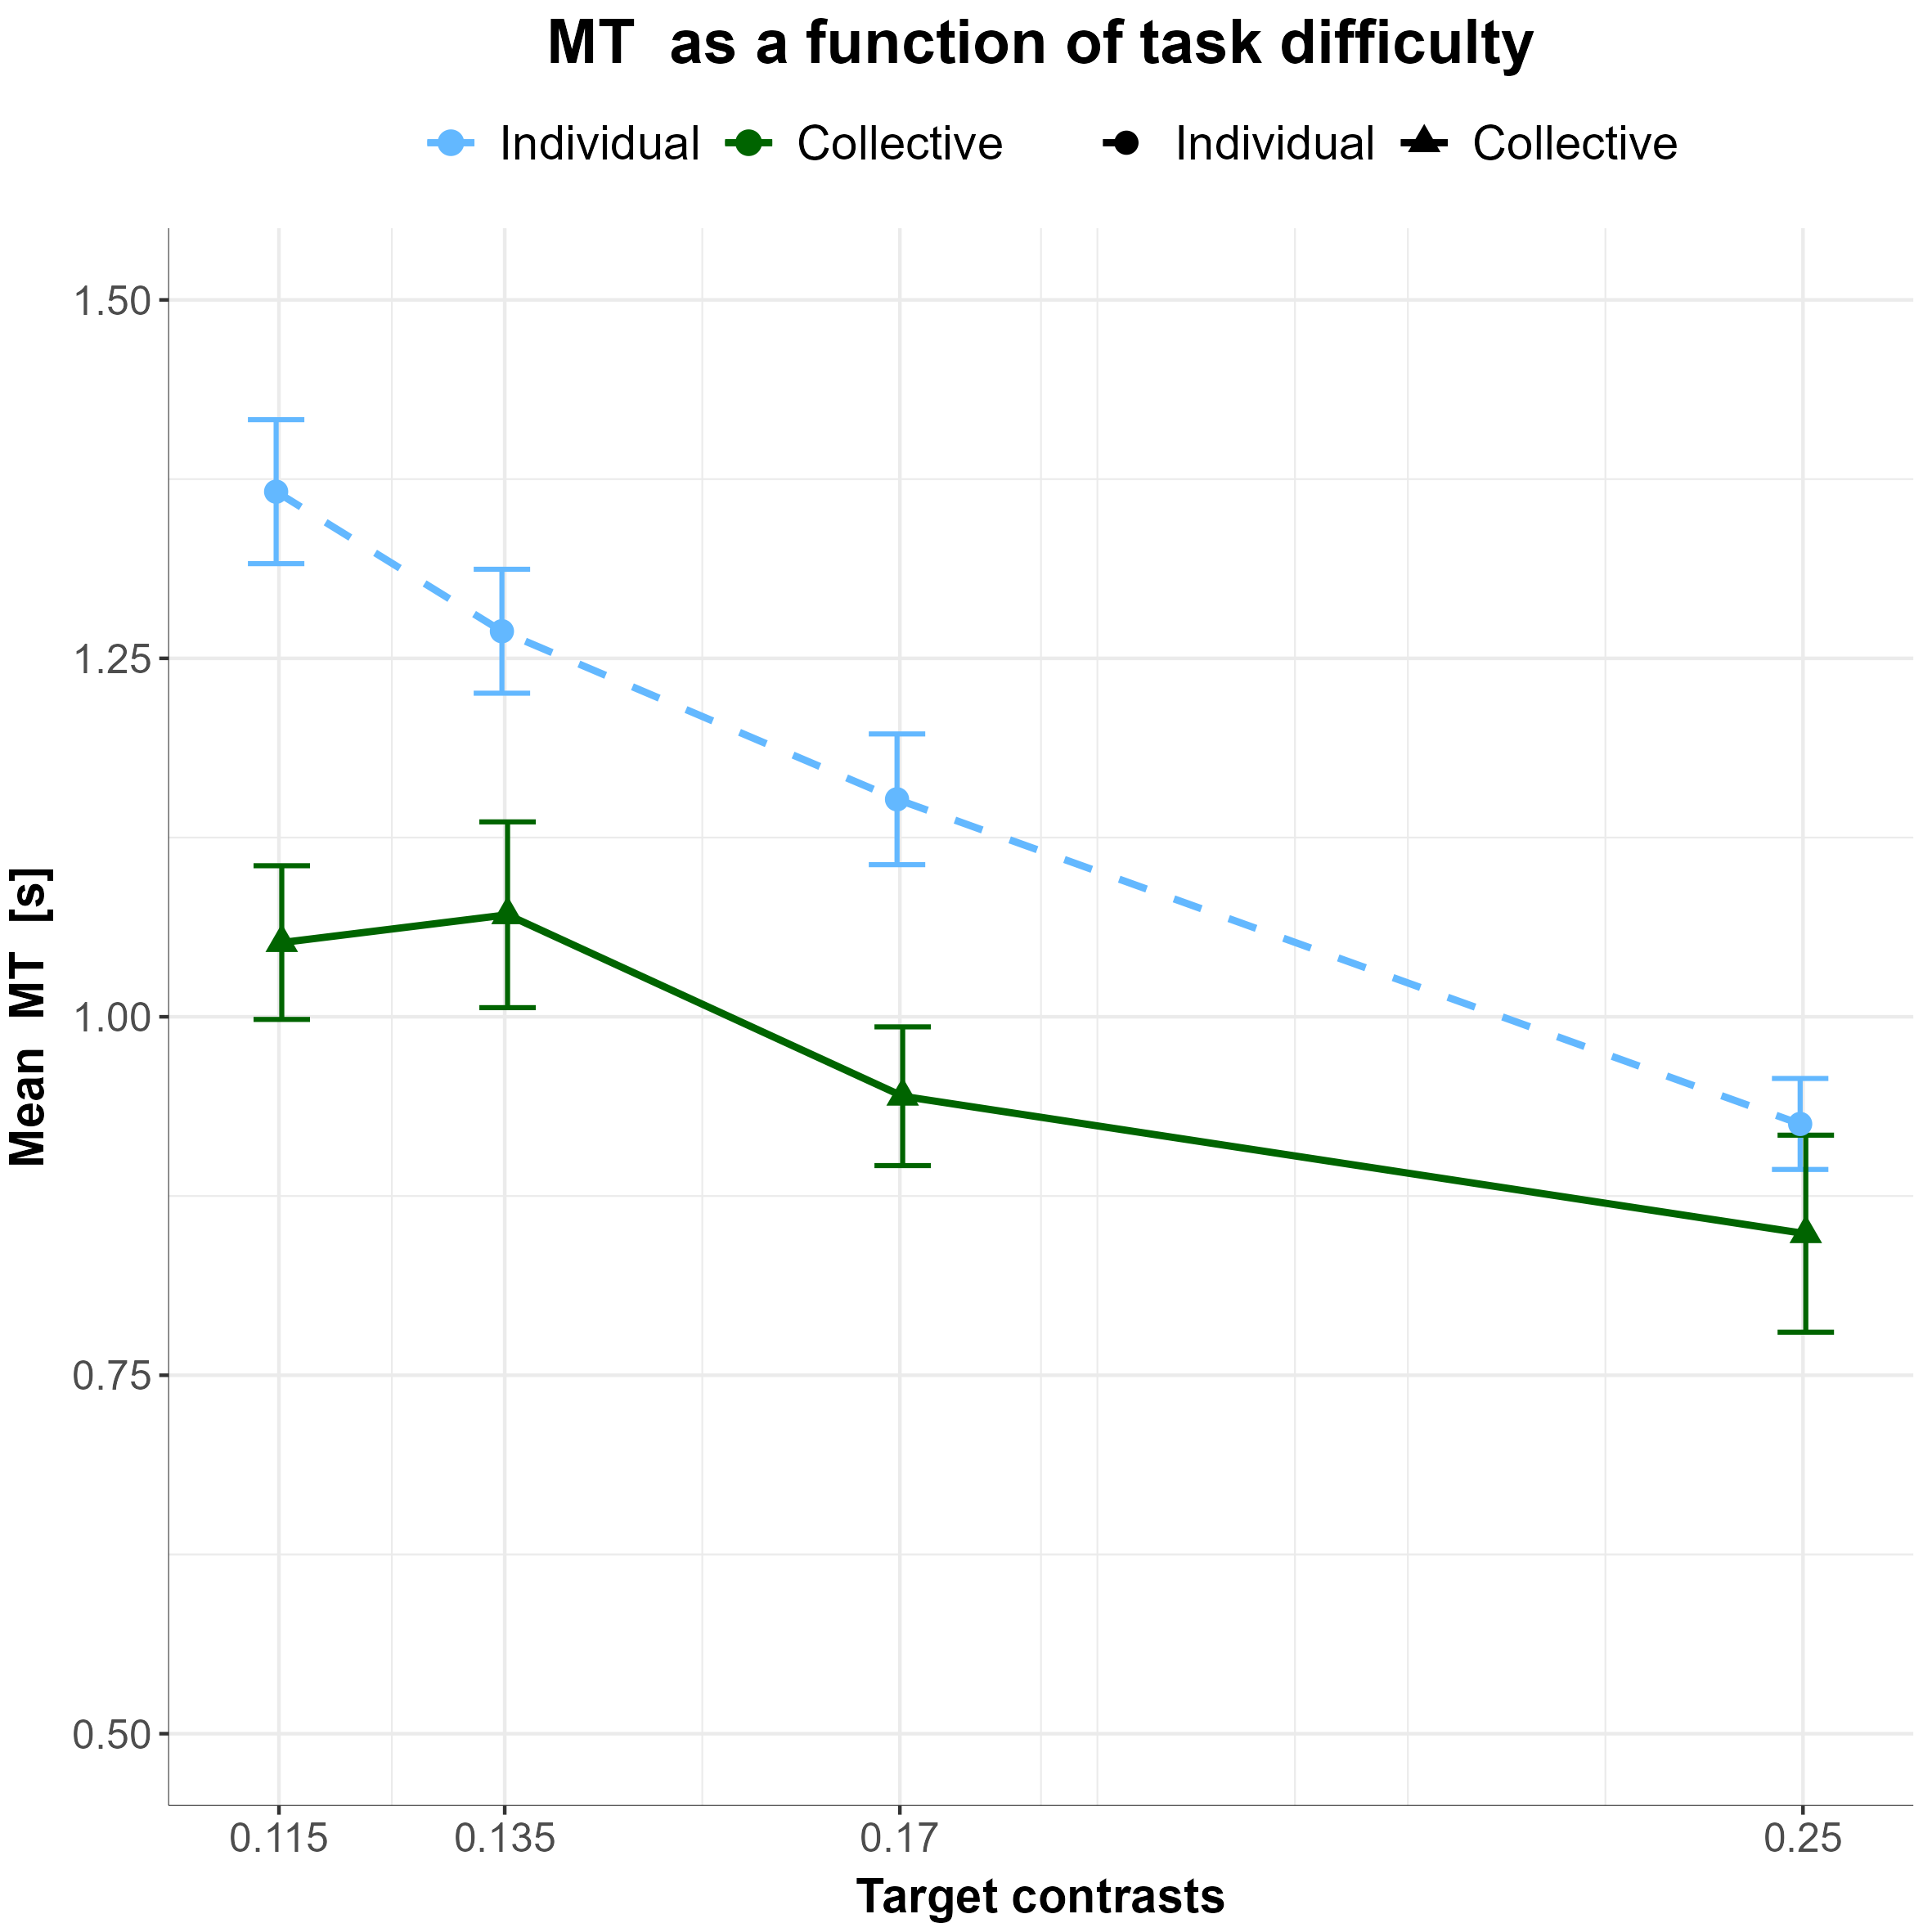 MT as a function of task difficulty
Individual Collective Individual Collective
1.50
1.25
1.00
0.75
0.50
Mean MT [s]
0.115 0.135 0.17 0.25
Target contrasts